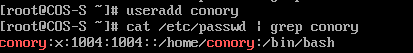 [root@COS-S ~]# useradd conory
[root@COS-S ~]# cat /etc/passwd | grep conory
conory:x:1004:1004::/home/conory:/bin/bash